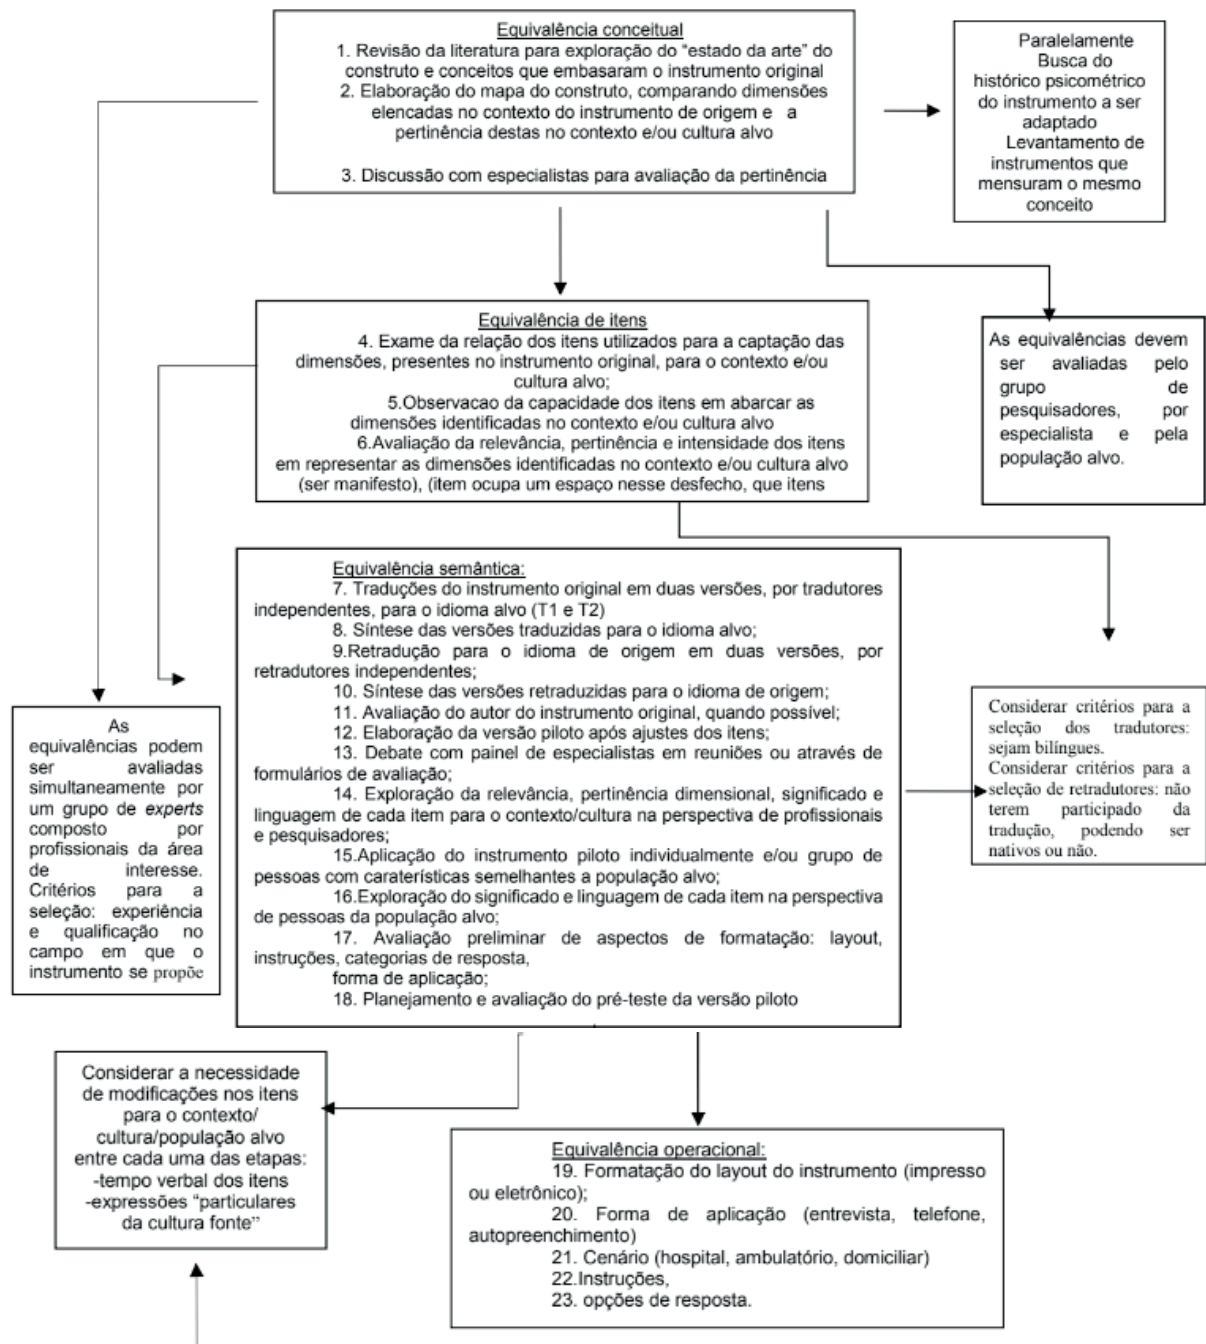 Equivalência conceitual
1. Revisão da literatura para exploração do “estado da arte” do
construto e conceitos que embasaram o instrumento original
2. Elaboração do mapa do construto, comparando dimensões
elencadas no contexto do instrumento de origem e a
pertinência destas no contexto e/ou cultura alvo
3. Discussão com especialistas para avaliação da pertinência
Paralelamente
Busca do
histórico psicométrico
do instrumento a ser
adaptado
Levantamento de
instrumentos que
mensuram o mesmo
conceito
Equivalência de itens
4. Exame da relação dos itens utilizados para a captação das
dimensões, presentes no instrumento original, para o contexto e/ou
cultura alvo;
5.Observacao da capacidade dos itens em abarcar as
dimensões identificadas no contexto e/ou cultura alvo
6.Avaliação da relevância, pertinência e intensidade dos itens
em representar as dimensões identificadas no contexto e/ou cultura alvo
(ser manifesto), (item ocupa um espaço nesse desfecho, que itens
As equivalências devem
ser avaliadas pelo
grupo de
pesquisadores, por
especialista e pela
população alvo.
Equivalência semântica:
7. Traduções do instrumento original em duas versões, por tradutores
independentes, para o idioma alvo (T1 e T2)
8. Síntese das versões traduzidas para o idioma alvo;
9.Retradução para o idioma de origem em duas versões, por
retradutores independentes;
10. Síntese das versões retraduzidas para o idioma de origem;
11. Avaliação do autor do instrumento original, quando possível;
12. Elaboração da versão piloto após ajustes dos itens;
13. Debate com painel de especialistas em reuniões ou através de
formulários de avaliação;
14. Exploração da relevância, pertinência dimensional, significado e
linguagem de cada item para o contexto/cultura na perspectiva de profissionais
e pesquisadores;
15.Aplicação do instrumento piloto individualmente e/ou grupo de
pessoas com caraterísticas semelhantes a população alvo;
16.Exploração do significado e linguagem de cada item na perspectiva
de pessoas da população alvo;
17. Avaliação preliminar de aspectos de formatação: layout,
instruções, categorias de resposta,
forma de aplicação;
18. Planejamento e avaliação do pré-teste da versão piloto
As
equivalências podem
ser avaliadas
simultaneamente por
um grupo de experts
composto por
profissionais da área
de interesse.
Critérios para a
seleção: experiência
e qualificação no
campo em que o
instrumento se propõe
Considerar critérios para a
seleção dos tradutores:
sejam bilíngues.
Considerar critérios para a
seleção de retradutores: não
terem participado da
tradução, podendo ser
nativos ou não.
Considerar a necessidade
de modificações nos itens
para o contexto/
cultura/população alvo
entre cada uma das etapas:
-tempo verbal dos itens
-expressões “particulares
da cultura fonte”
Equivalência operacional:
19. Formatação do layout do instrumento (impresso
ou eletrônico);
20. Forma de aplicação (entrevista, telefone,
autopreenchimento)
21. Cenário (hospital, ambulatório, domiciliar)
22.Instruções,
23. opções de resposta.